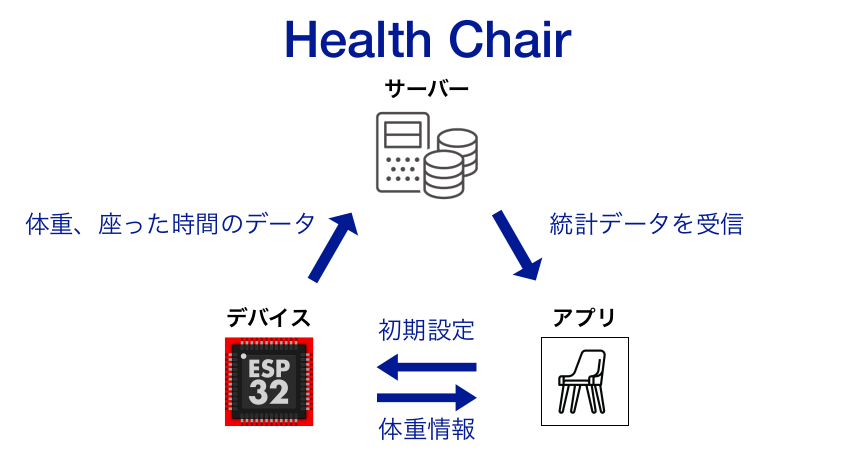 Health Chair
サーバー
体重、座った時間のデータ
統計データを受信
デバイス
初期設定
アプリ
ESP
32
体重情報